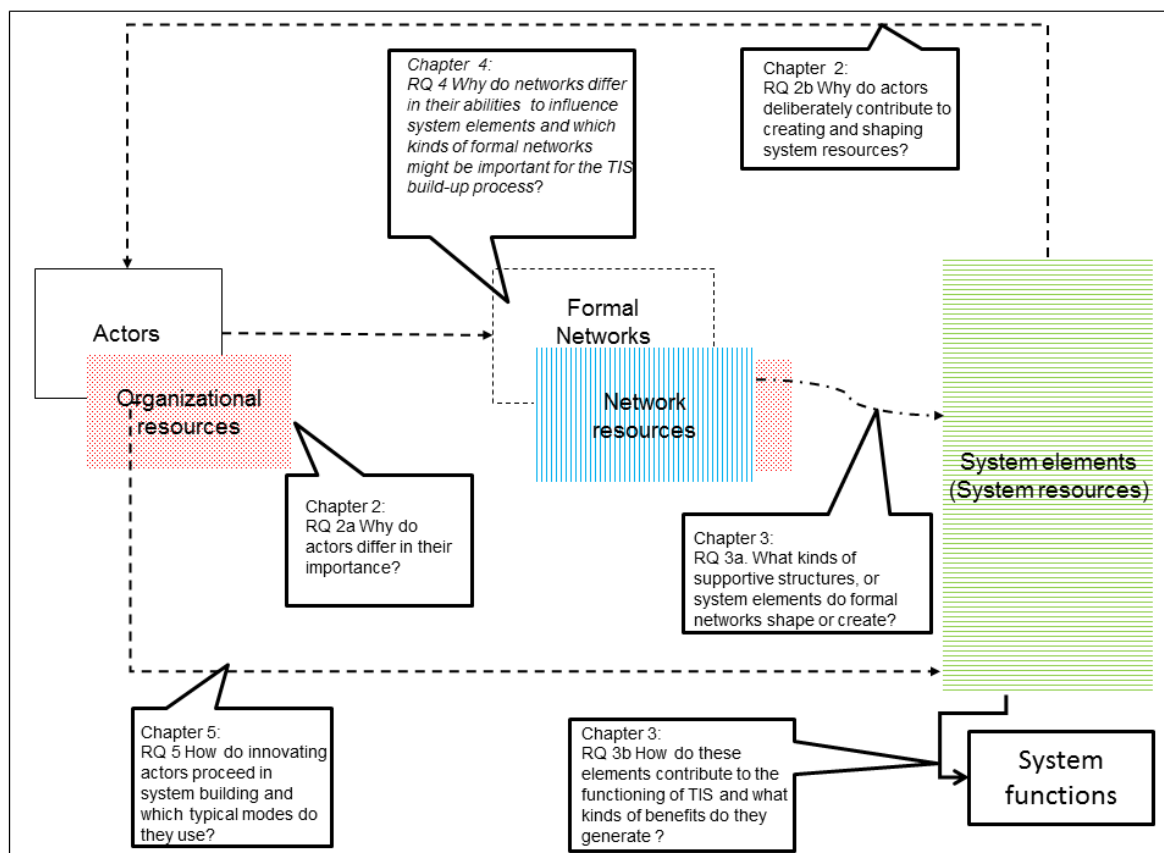 Chapter 4:
RQ 4 Why do networks differ
in their abilities to influence
system elements and which
kinds of formal networks
might be important for the TIS
build-up process?
Chapter 2:
RQ 2b Why do actors
deliberately contribute to
creating and shaping
system resources?
Actors
Organizational
resources
Formal
Networks
Network
resources
System elements
(System resources)
Chapter 2:
RQ 2a Why do
actors differ in their
importance?
Chapter 3:
RQ 3a. What kinds of
supportive structures, or
system elements do formal
networks shape or create?
Chapter 5:
RQ 5 How do innovating
actors proceed in
system building and
which typical modes do
they use?
Chapter 3:
RQ 3b How do these
elements contribute to the
functioning of TIS and what
kinds of benefits do they
generate ?
System
functions